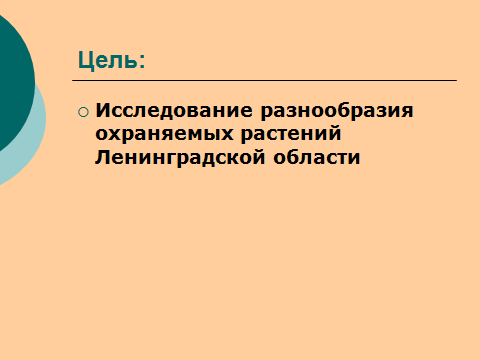 Цель:
Исследование разнообразия
охраняемых растений
Ленинградской области